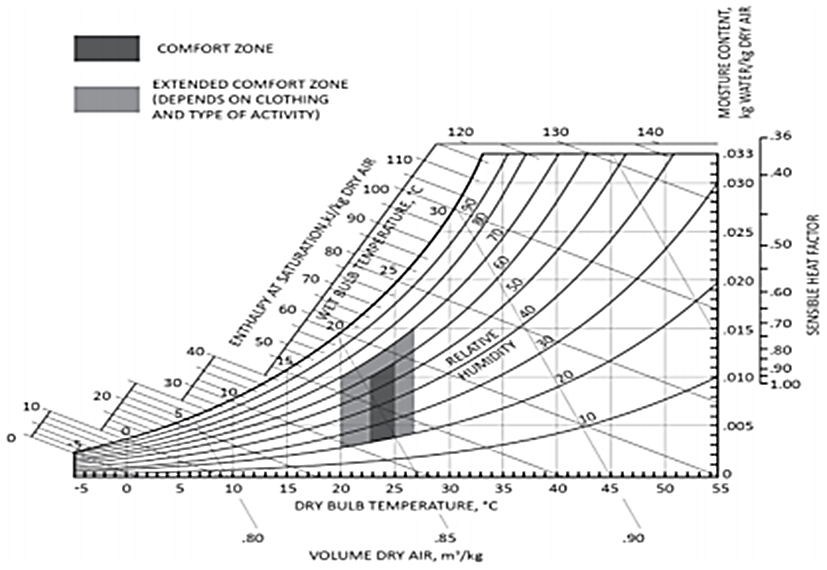 COMFORT ZONE
EXTENDED COMFORT ZONE
(DEPENDS ON CLOTHING
AND TYPE OF ACTIVITY)
MOISTURE CONTENT,
kg WATER/kg DRY AIR
120 130 140
.36
.033
.40
.030
.025
.50
.020
.60
.015
.70
.80
.010
.90
1.00
.005
0
SENSIBLE HEAT FACTOR
ENTHALPY AT SATURATION,kJ/kg DRY AIR
0 10 20 30 40 50 60 70 80 90 100 110
WET BULB TEMPERATURE, °C
-5 0 5 10 15 20 25 30
90 80 70 60 50 40 30 20 10
RELATIVE
HUMIDITY
-5 0 5 10 15 20 25 30 35 40 45 50 55
DRY BULB TEMPERATURE, °C
.80 .85 .90
VOLUME DRY AIR, m³/kg